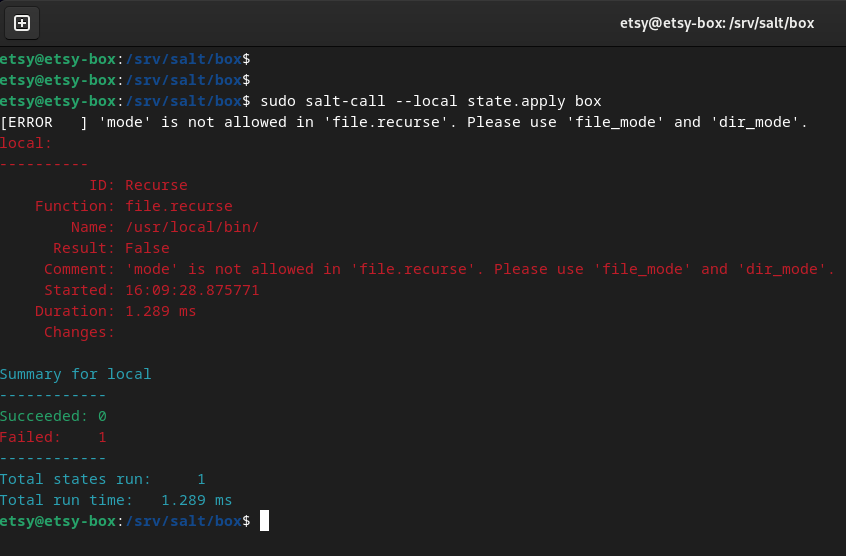 etsy@etsy-box: /srv/salt/box
etsy@etsy-box:/srv/salt/box$
etsy@etsy-box:/srv/salt/box$
etsy@etsy-box:/srv/salt/box$ sudo salt-call --local state.apply box
[ERROR   ] 'mode' is not allowed in 'file.recurse'. Please use 'file_mode' and 'dir_mode'.
local:
----------
          ID: Recurse
    Function: file.recurse
        Name: /usr/local/bin/
      Result: False
     Comment: 'mode' is not allowed in 'file.recurse'. Please use 'file_mode' and 'dir_mode'.
     Started: 16:09:28.875771
    Duration: 1.289 ms
     Changes:
Summary for local
------------
Succeeded: 0
Failed:    1
------------
Total states run:     1
Total run time:   1.289 ms
etsy@etsy-box:/srv/salt/box$